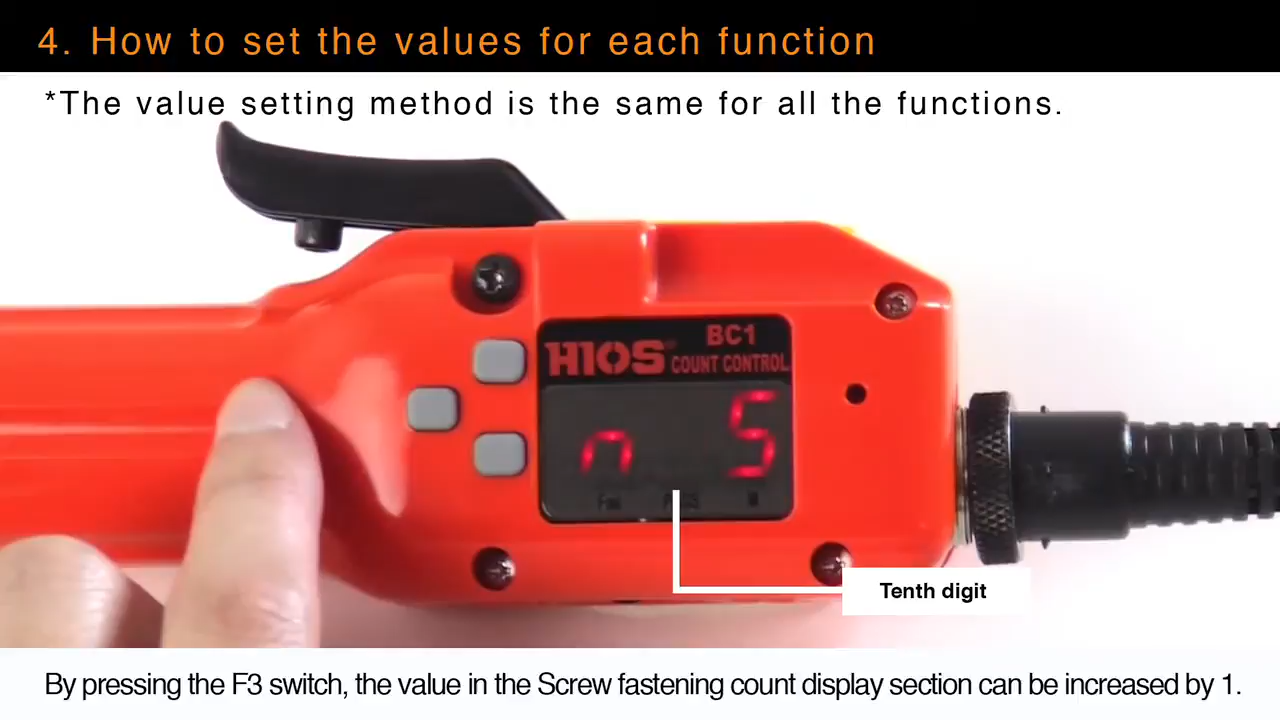 4. How to set the values for each function
*The value setting method is the same for all the functions.
BC1
HIOS
COUNT CONTROL
n 5
Fail PASS
Tenth digit
By pressing the F3 switch, the value in the Screw fastening count display section can be increased by 1.